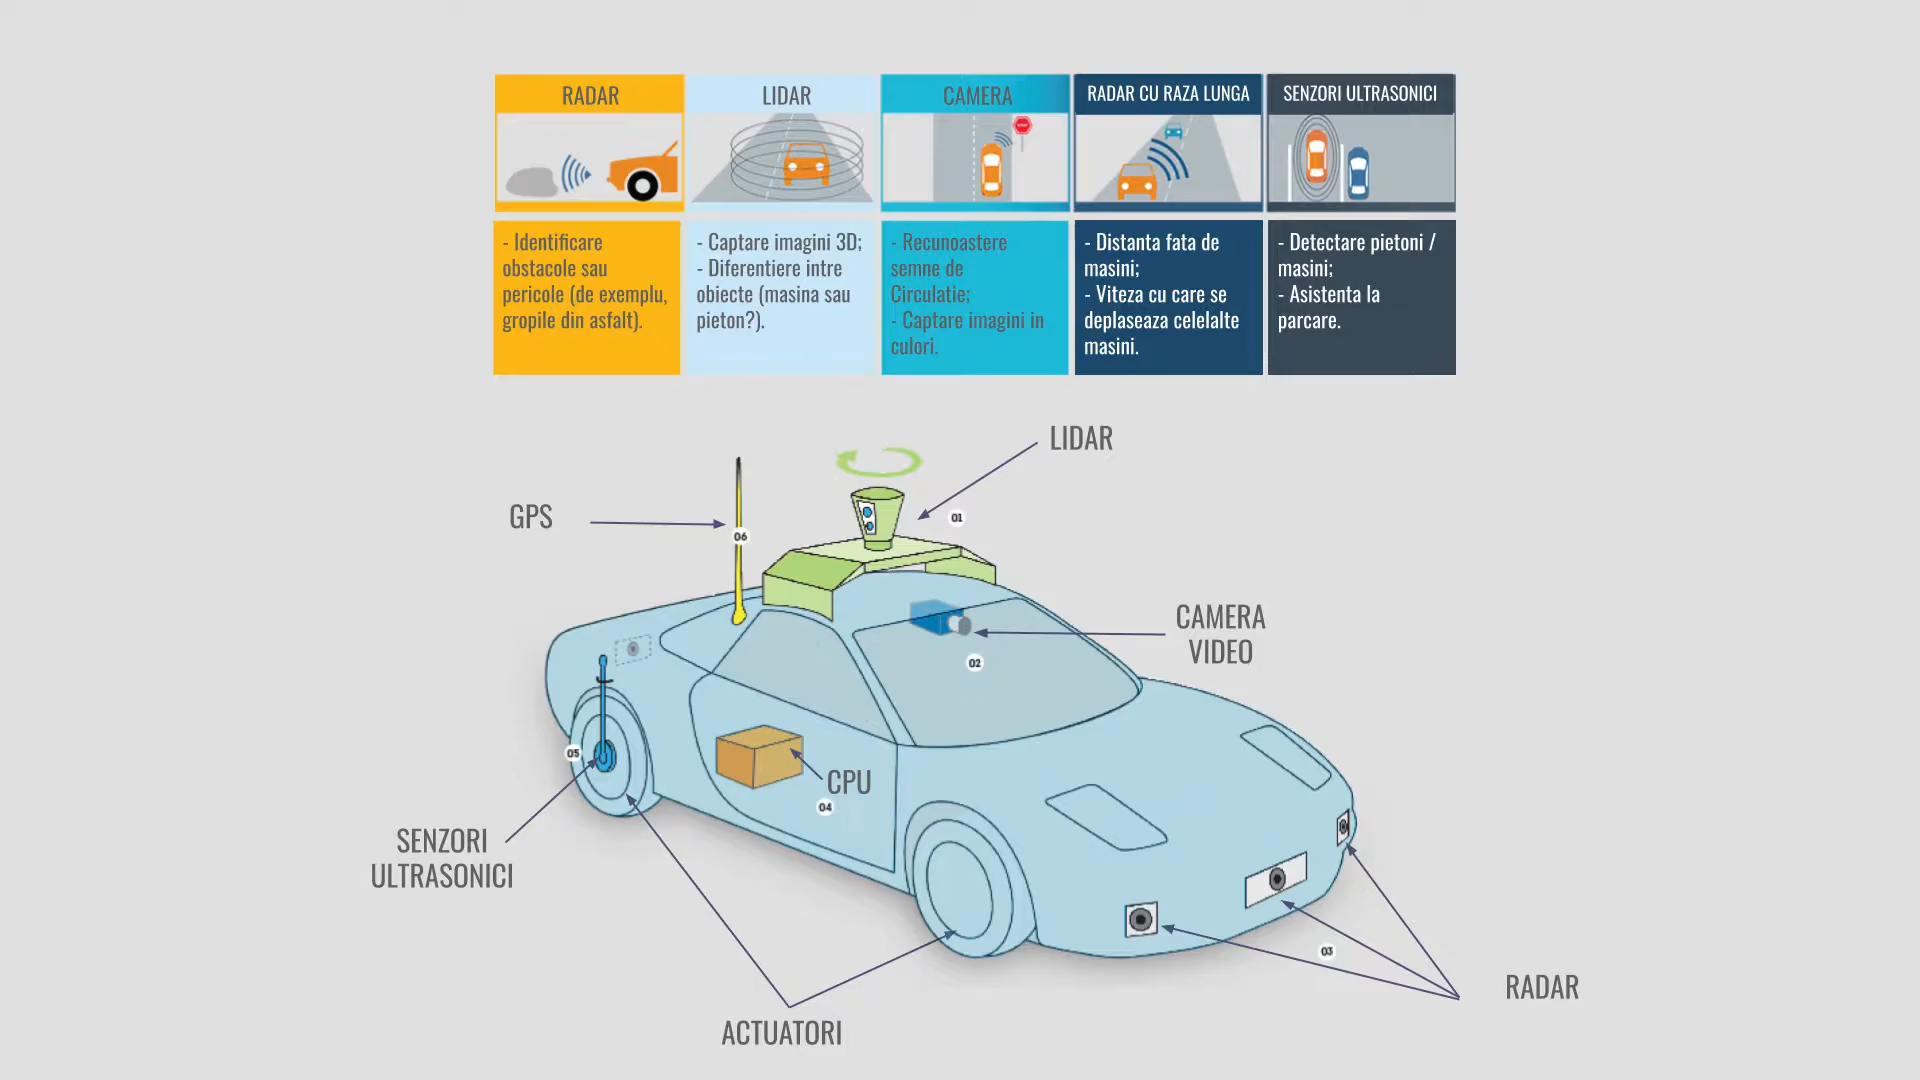 RADAR
LIDAR
CAMERA
RADAR CU RAZA LUNGA
SENZORI ULTRASONICI
STOP
- Identificare
obstacole sau
pericole (de exemplu,
gropile din asfalt).
- Captare imagini 3D;
- Diferentiere intre
obiecte (masina sau
pieton?).
- Recunoastere
semne de
Circulatie;
- Captare imagini in
culori.
- Distanta fata de
masini;
- Viteza cu care se
deplaseaza celelalte
masini.
- Detectare pietoni /
masini;
- Asistenta la
parcare.
LIDAR
01
GPS
06
CAMERA
VIDEO
02
05
CPU
04
SENZORI
ULTRASONICI
03
RADAR
ACTUATORI